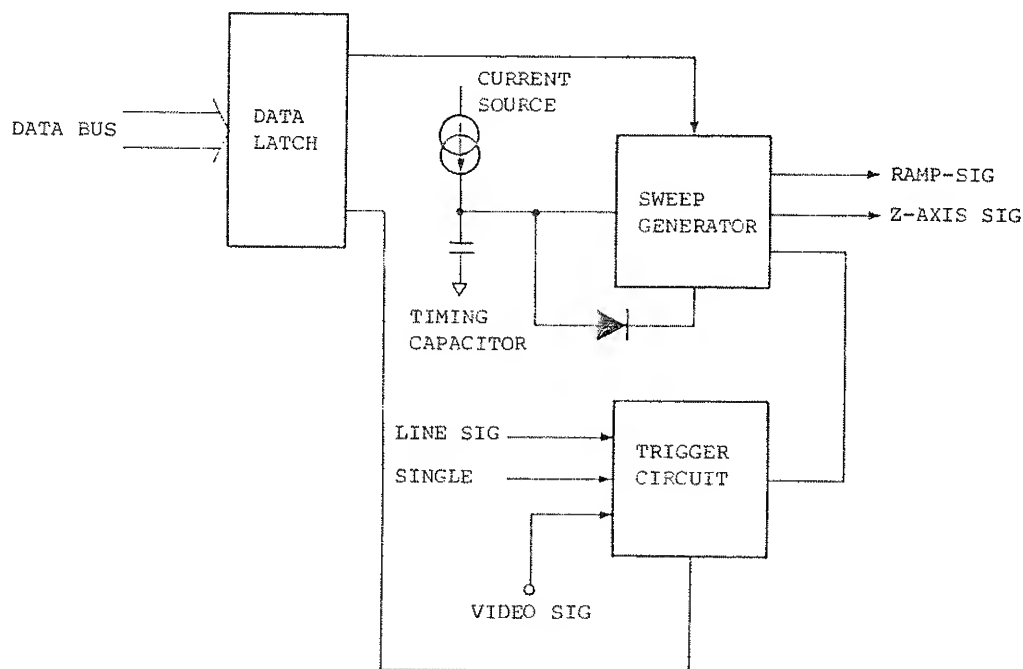 CURRENT
SOURCE
DATA BUS
DATA
LATCH
SWEEP
GENERATOR
RAMP-SIG
Z-AXIS SIG
TIMING
CAPACITOR
LINE SIG
SINGLE
TRIGGER
CIRCUIT
VIDEO SIG